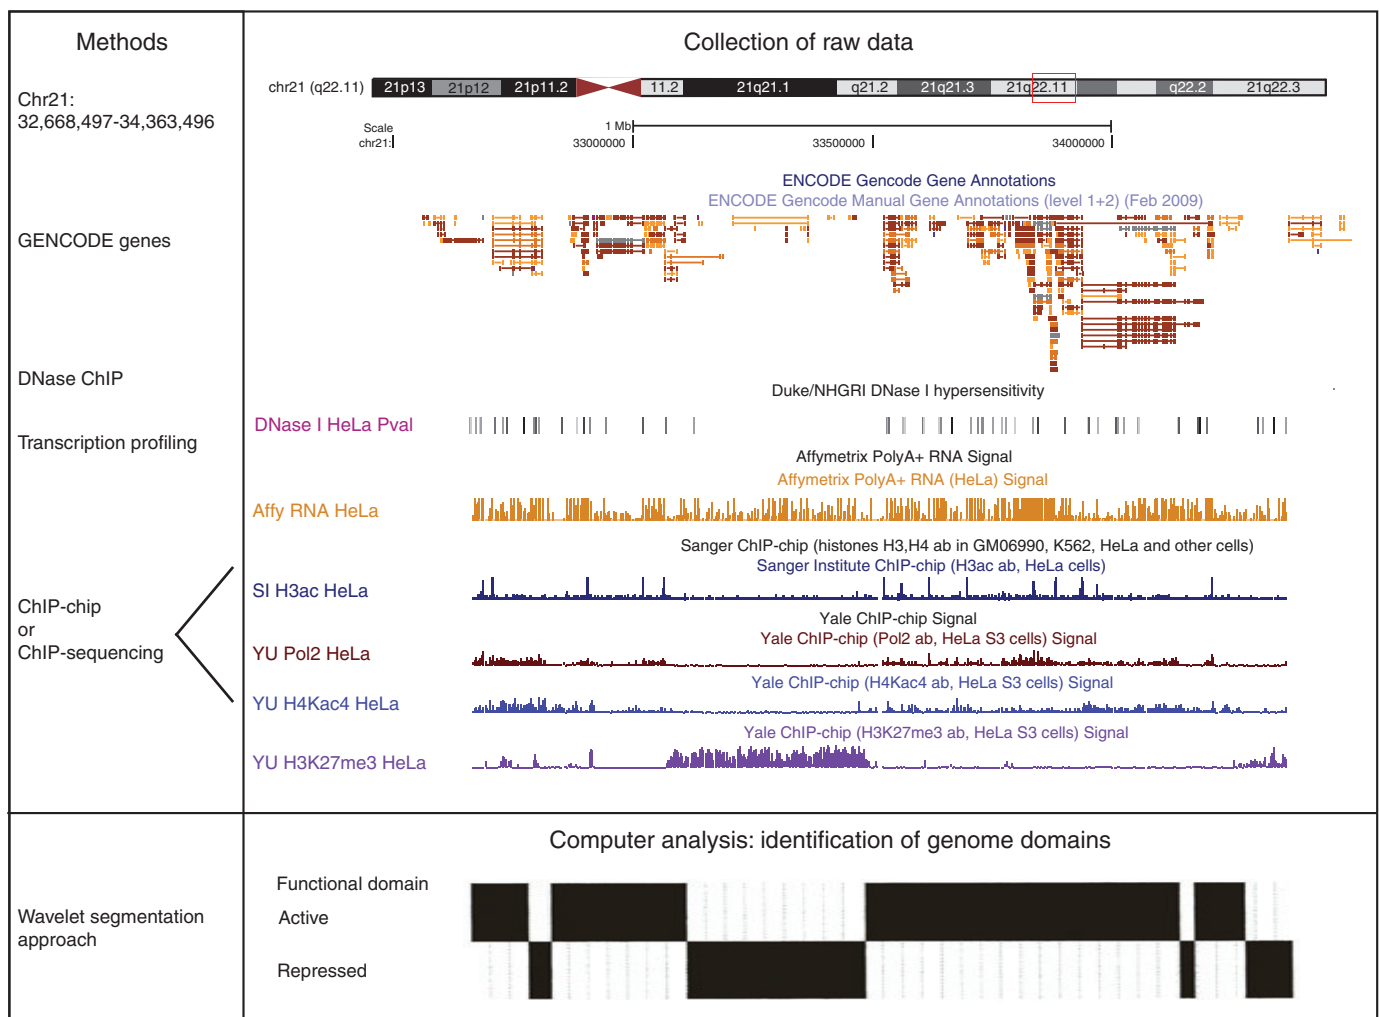 Methods
Collection of raw data
Chr21:
32,668,497-34,363,496
chr21 (q22.11)
21p13
21p12
21p11.2
11.2
21q21.1
q21.2
21q21.3
21q22.11
q22.2
21q22.3
Scale
chr21:
1 Mb
33000000
33500000
34000000
ENCODE Gencode Gene Annotations
ENCODE Gencode Manual Gene Annotations (level 1+2) (Feb 2009)
GENCODE genes
DNase ChIP
Duke/NHGRI DNase I hypersensitivity
DNase I HeLa Pval
Transcription profiling
Affymetrix PolyA+ RNA Signal
Affymetrix PolyA+ RNA (HeLa) Signal
Affy RNA HeLa
Sanger ChIP-chip (histones H3,H4 ab in GM06990, K562, HeLa and other cells)
Sanger Institute ChIP-chip (H3ac ab, HeLa cells)
SI H3ac HeLa
ChIP-chip
or
ChIP-sequencing
Yale ChIP-chip Signal
Yale ChIP-chip (Pol2 ab, HeLa S3 cells) Signal
YU Pol2 HeLa
Yale ChIP-chip (H4Kac4 ab, HeLa S3 cells) Signal
YU H4Kac4 HeLa
Yale ChIP-chip (H3K27me3 ab, HeLa S3 cells) Signal
YU H3K27me3 HeLa
Computer analysis: identification of genome domains
Functional domain
Active
Wavelet segmentation
approach
Repressed